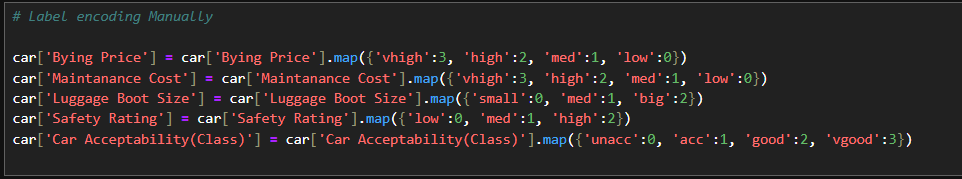 # Label encoding Manually
car['Bying Price'] = car['Bying Price'].map({'vhigh':3, 'high':2, 'med':1, 'low':0})
car['Maintanance Cost'] = car['Maintanance Cost'].map({'vhigh':3, 'high':2, 'med':1, 'low':0})
car['Luggage Boot Size'] = car['Luggage Boot Size'].map({'small':0, 'med':1, 'big':2})
car['Safety Rating'] = car['Safety Rating'].map({'low':0, 'med':1, 'high':2})
car['Car Acceptability(Class)'] = car['Car Acceptability(Class)'].map({'unacc':0, 'acc':1, 'good':2, 'vgood':3})